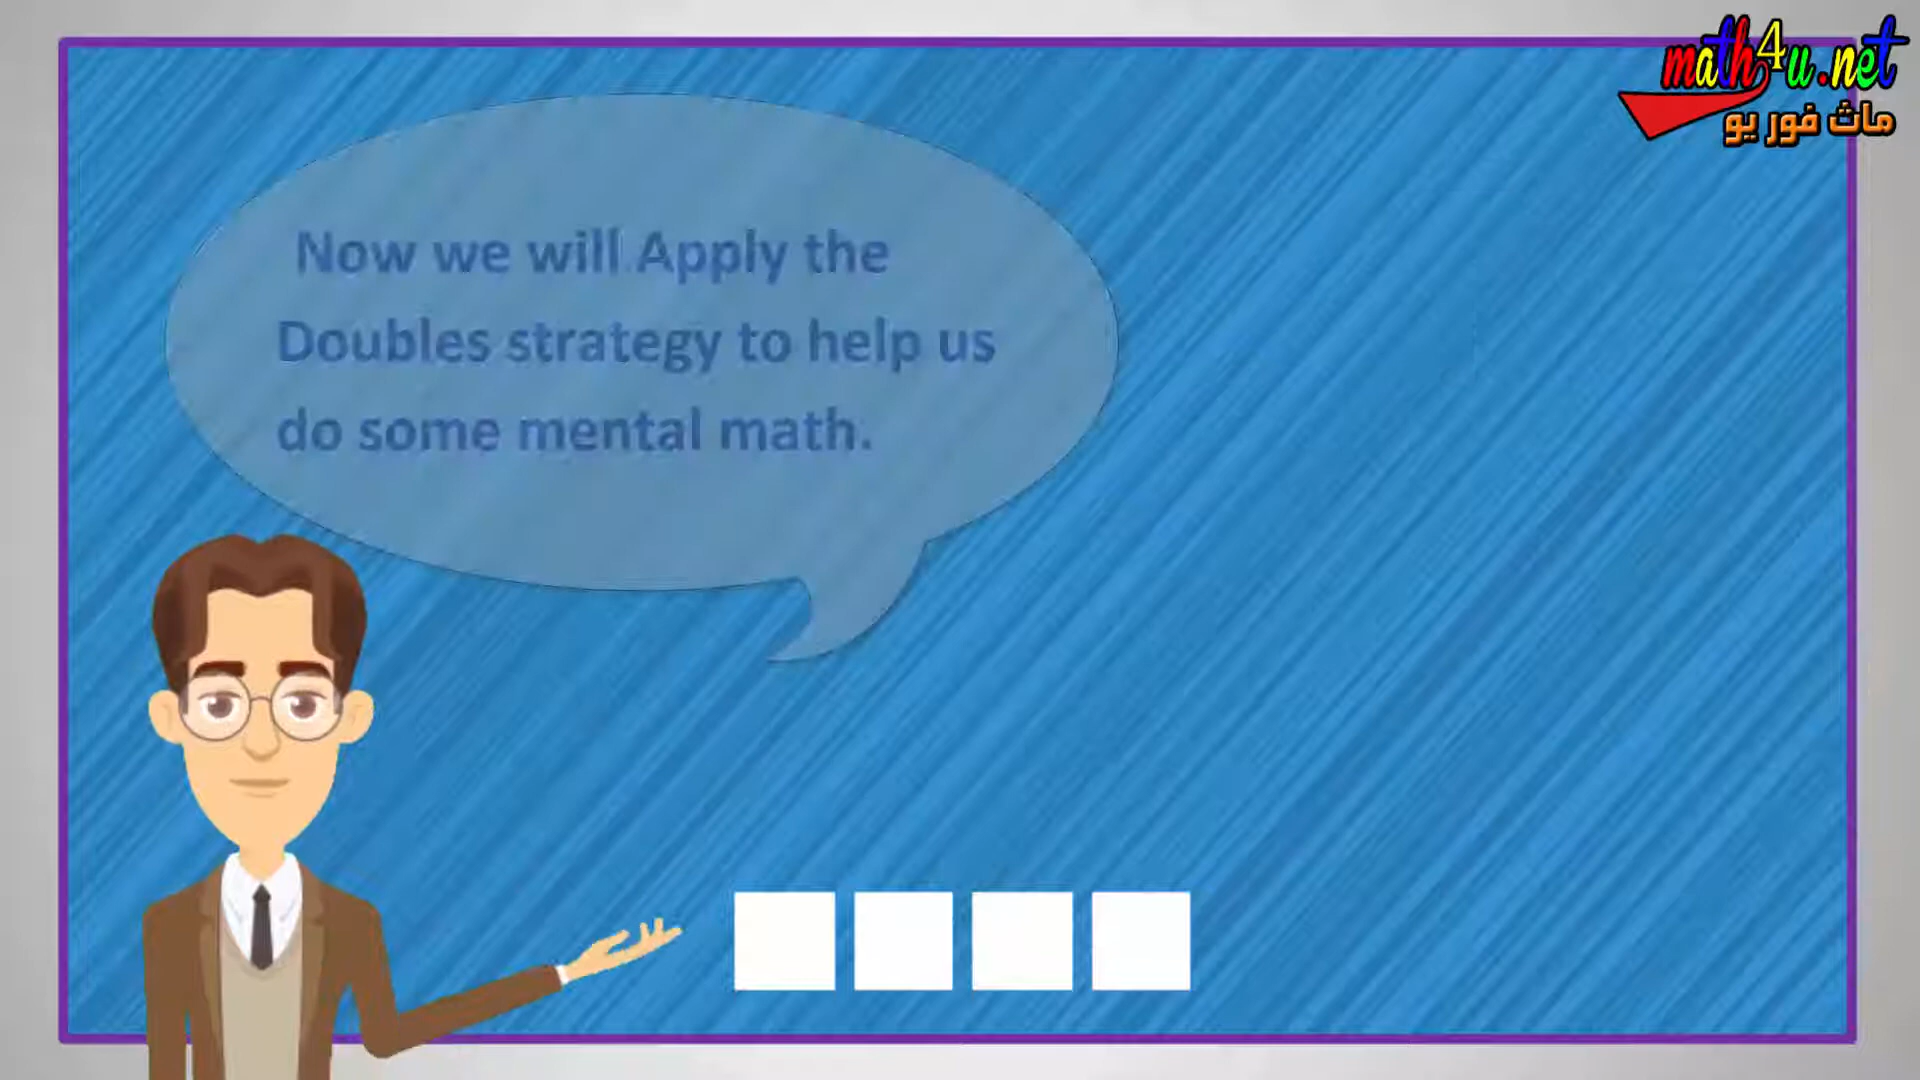 math4u.net
ماث فور يو
Now we will Apply the
Doubles strategy to help us
do some mental math.